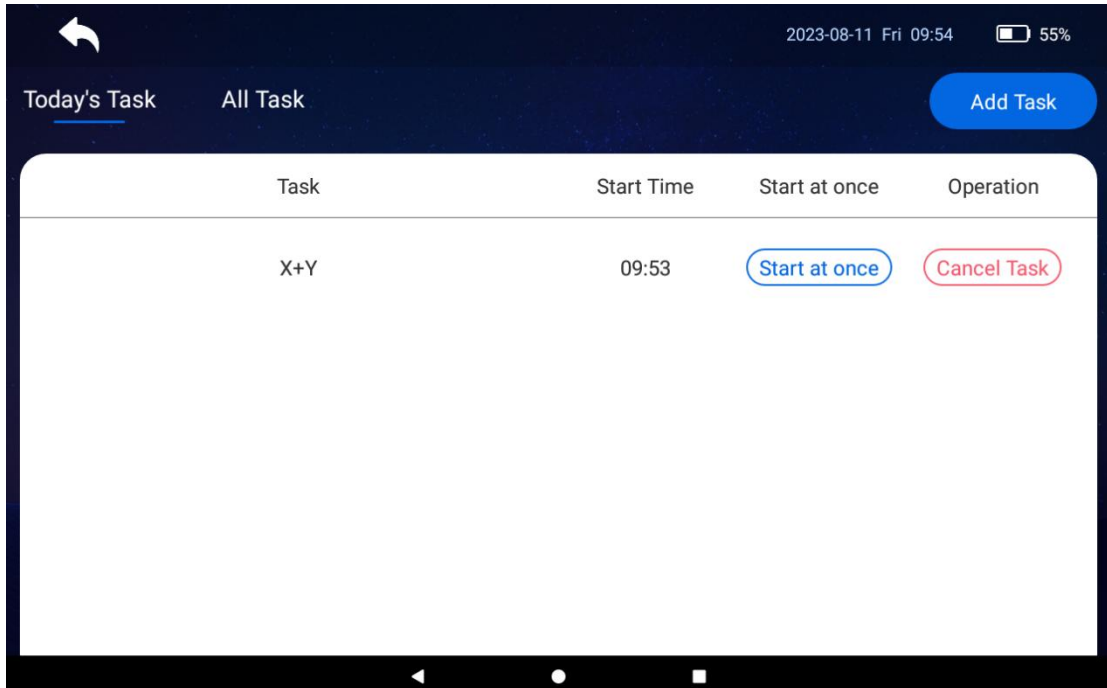 2023-08-11 Fri 09:54 55%
Today's Task All Task Add Task
Task Start Time Start at once Operation
X+Y 09:53 Start at once Cancel Task